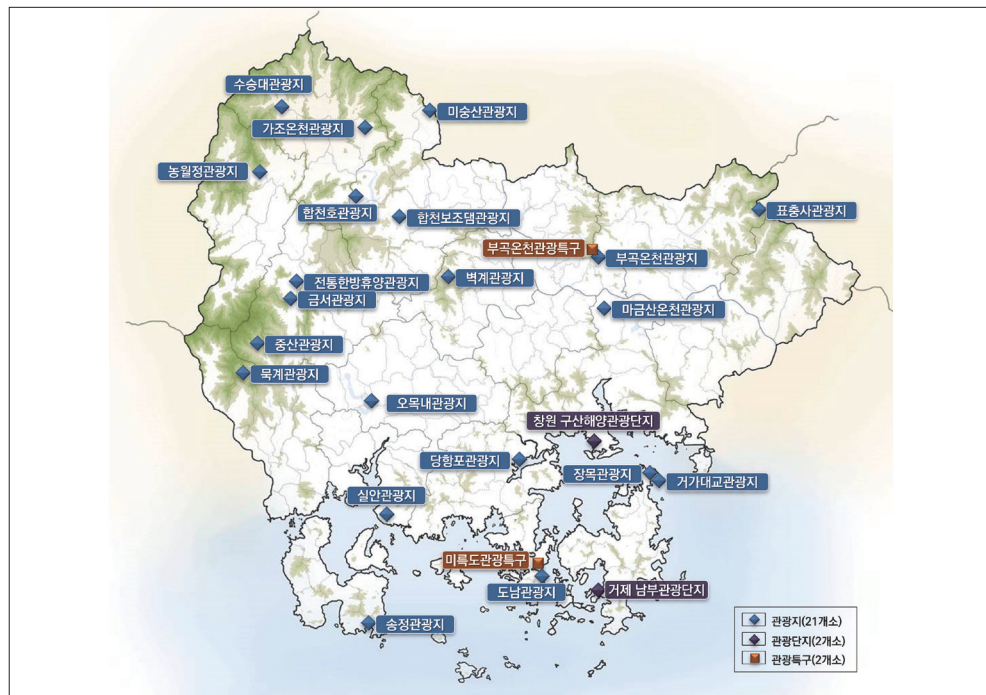 수승대관광지
미숭산관광지
가조온천관광지
농월정관광지
합천호관광지
합천보조댐관광지
표충사관광지
부곡온천관광특구
부곡온천관광지
전통한방휴양관광지
벽계관광지
금서관광지
마금산온천관광지
중산관광지
묵계관광지
오목내관광지
창원 구산해양관광단지
당항포관광지
장목관광지
거가대교관광지
실안관광지
미륵도관광특구
도남관광지
거제 남부관광단지
송정관광지
관광지(21개소)
관광단지(2개소)
관광특구(2개소)